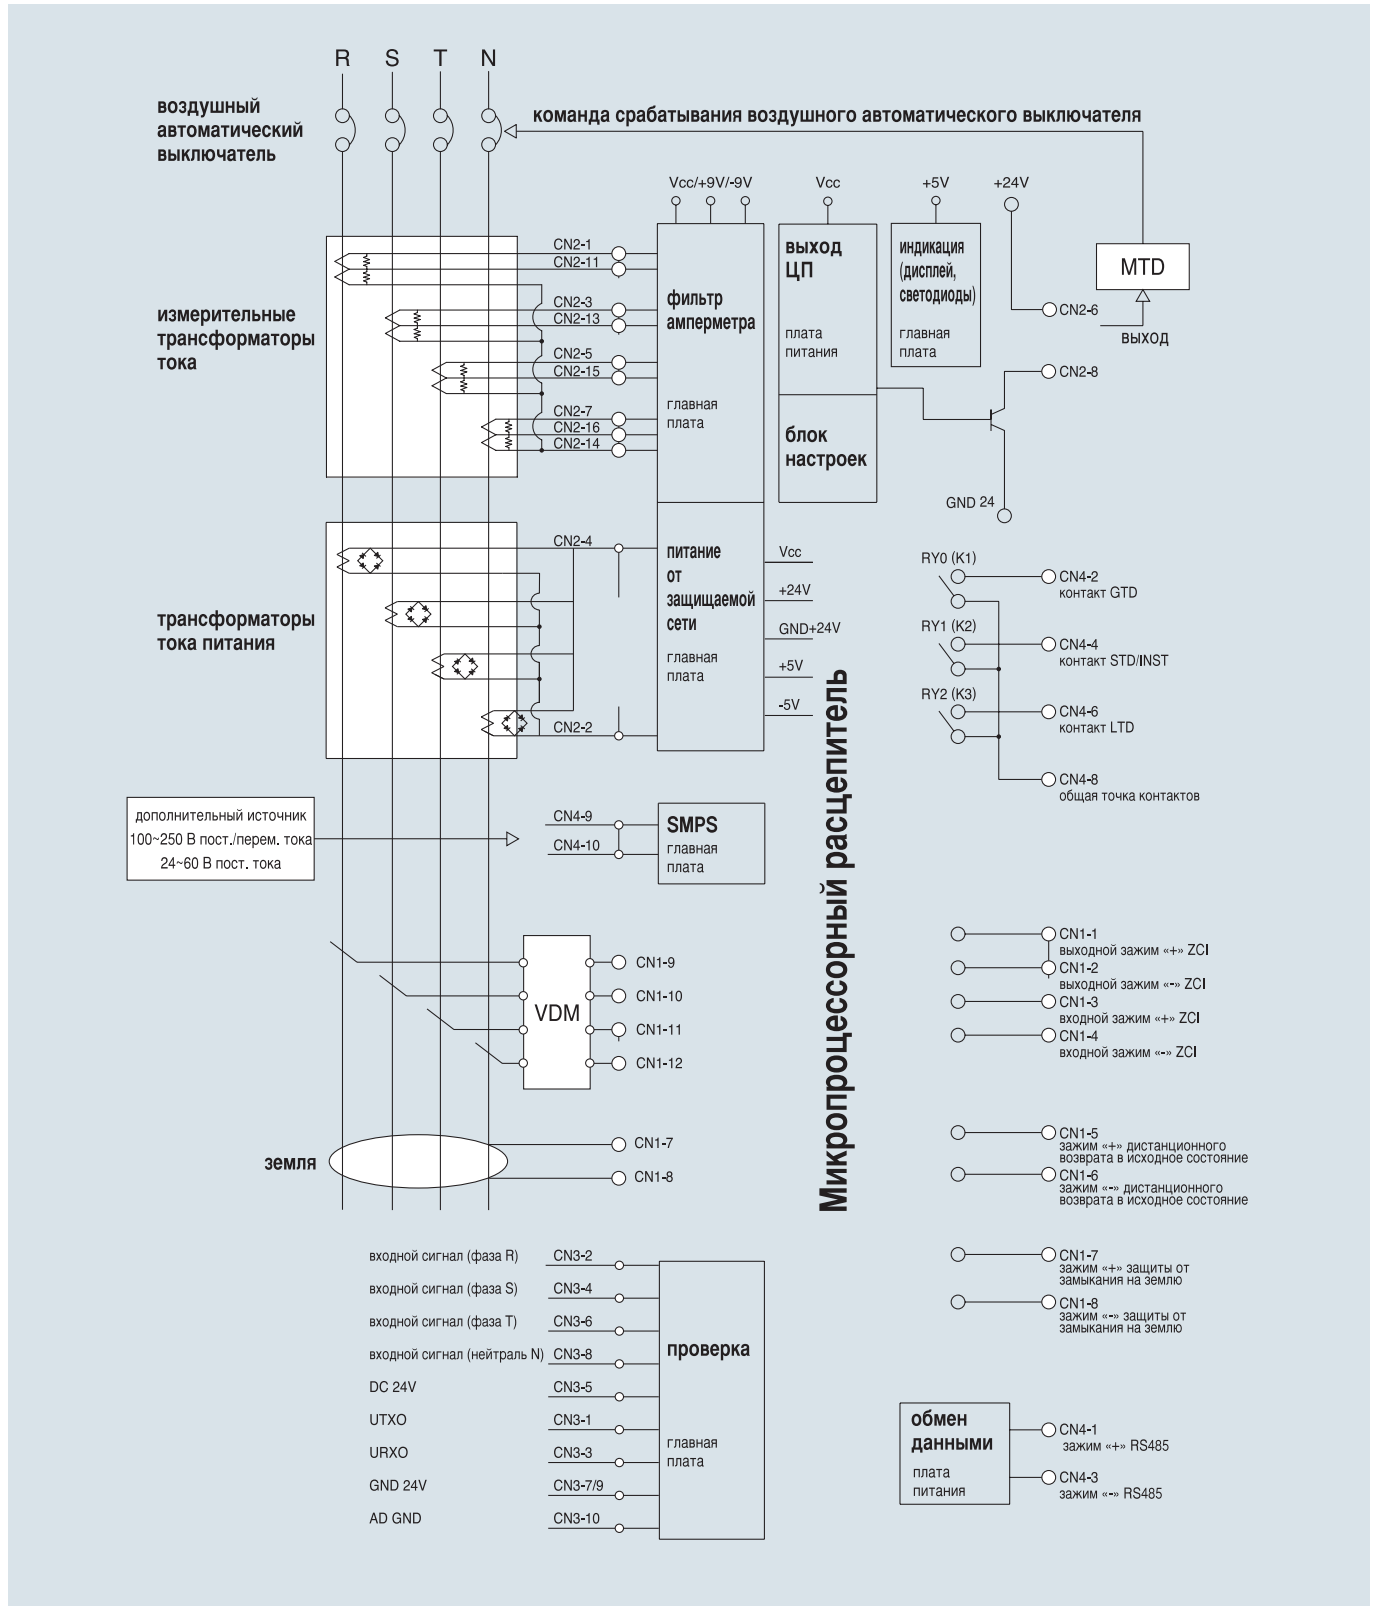 R S T N
воздушный
автоматический
выключатель
команда срабатывания воздушного автоматического выключателя
Vcc/+9V/-9V
Vcc
+5V
+24V
измерительные
трансформаторы
тока
CN2-1
CN2-11
CN2-3
CN2-13
CN2-5
CN2-15
CN2-7
CN2-16
CN2-14
фильтр
амперметра
главная
плата
выход
ЦП
плата
питания
блок
настроек
индикация
(дисплей,
светодиоды)
главная
плата
MTD
CN2-6
выход
CN2-8
GND 24
трансформаторы
тока питания
CN2-4
CN2-2
питание
от
защищаемой
сети
главная
плата
Vcc
+24V
GND+24V
+5V
-5V
Микропроцессорный расцепитель
RY0 (K1)
CN4-2
контакт GTD
RY1 (K2)
CN4-4
контакт STD/INST
RY2 (K3)
CN4-6
контакт LTD
CN4-8
общая точка контактов
дополнительный источник
100~250 В пост./перем. тока
24~60 В пост. тока
CN4-9
CN4-10
SMPS
главная
плата
VDM
CN1-9
CN1-10
CN1-11
CN1-12
CN1-1
выходной зажим «+» ZCI
CN1-2
выходной зажим «-» ZCI
CN1-3
входной зажим «+» ZCI
CN1-4
входной зажим «-» ZCI
земля
CN1-7
CN1-8
CN1-5
зажим «+» дистанционного
возврата в исходное состояние
CN1-6
зажим «-» дистанционного
возврата в исходное состояние
CN1-7
зажим «+» защиты от
замыкания на землю
CN1-8
зажим «-» защиты от
замыкания на землю
входной сигнал (фаза R) CN3-2
входной сигнал (фаза S) CN3-4
входной сигнал (фаза T) CN3-6
входной сигнал (нейтраль N) CN3-8
DC 24V CN3-5
UTXO CN3-1
URXO CN3-3
GND 24V CN3-7/9
AD GND CN3-10
проверка
главная
плата
обмен
данными
плата
питания
CN4-1
зажим «+» RS485
CN4-3
зажим «-» RS485